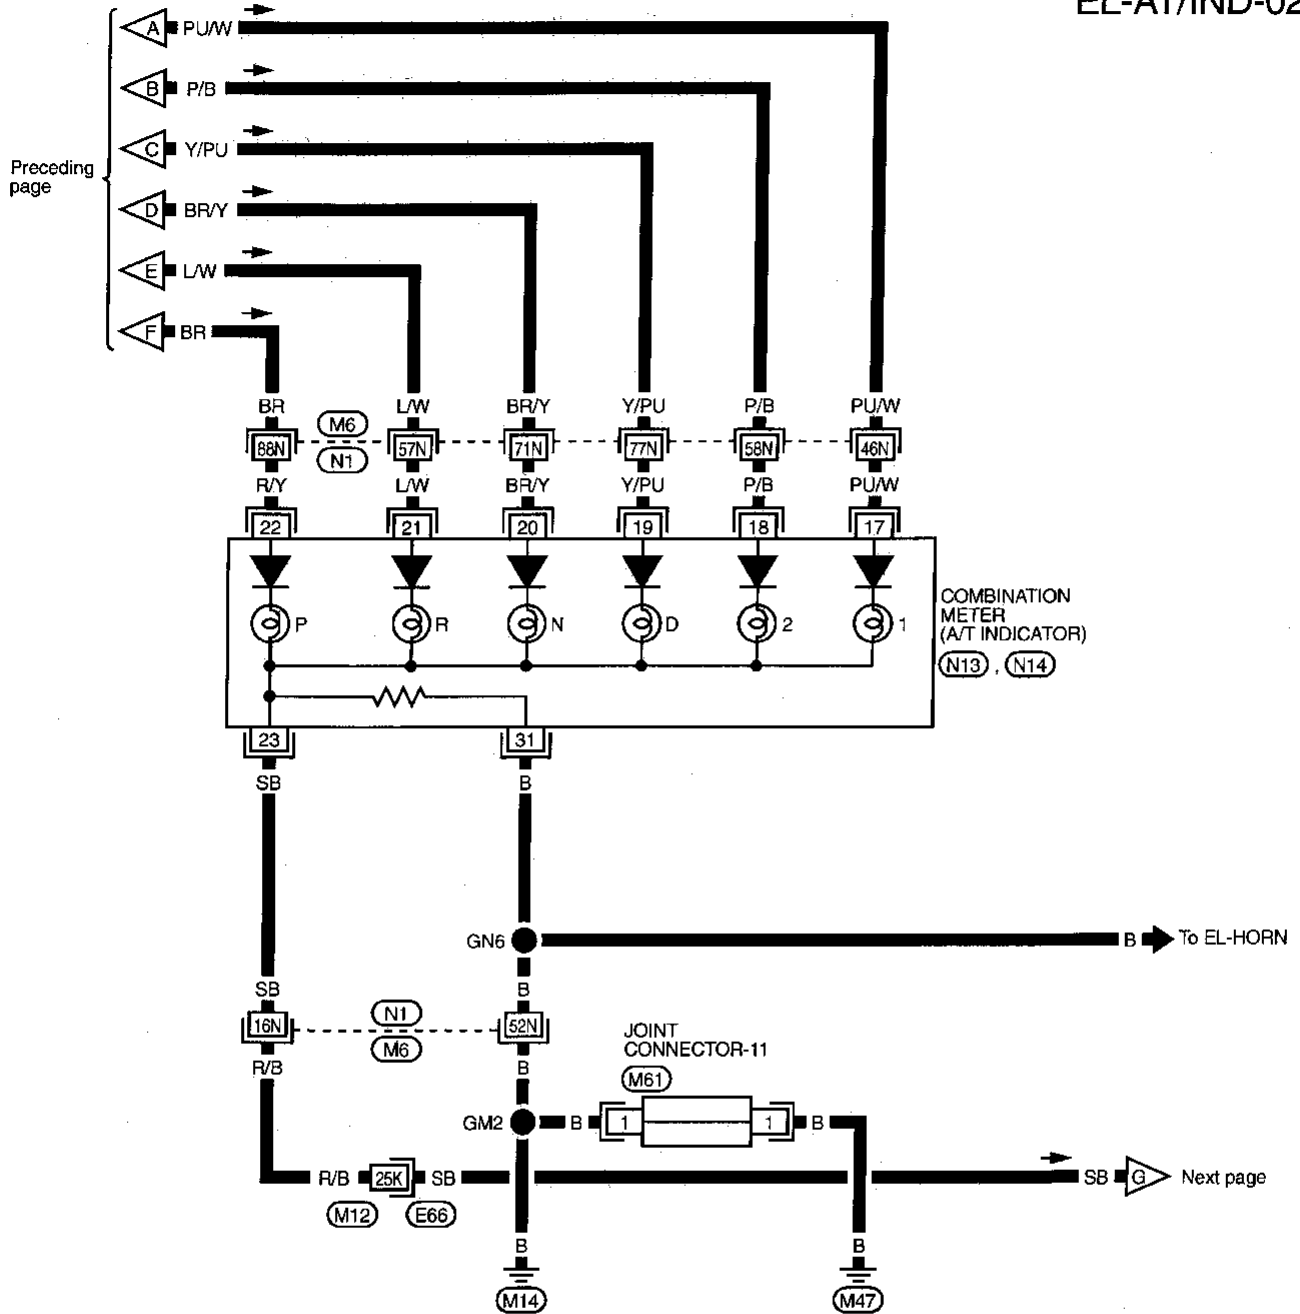 EL-AT/IND-02
A PU/W
B P/B
C Y/PU
Preceding
page
D BR/Y
E L/W
F BR
BR L/W BR/Y Y/PU P/B PU/W
M6
88N 57N 71N 77N 58N 46N
N1
R/Y L/W BR/Y Y/PU P/B PU/W
22 21 20 19 18 17
COMBINATION
METER
(A/T INDICATOR)
P R N D 2 1
N13 , N14
23 31
SB B
GN6 B To EL-HORN
SB B
N1
16N 52N
M6
JOINT
CONNECTOR-11
R/B B
M61
GM2 B 1 1 B
R/B 25K SB SB G Next page
M12 E66
B B
M14 M47